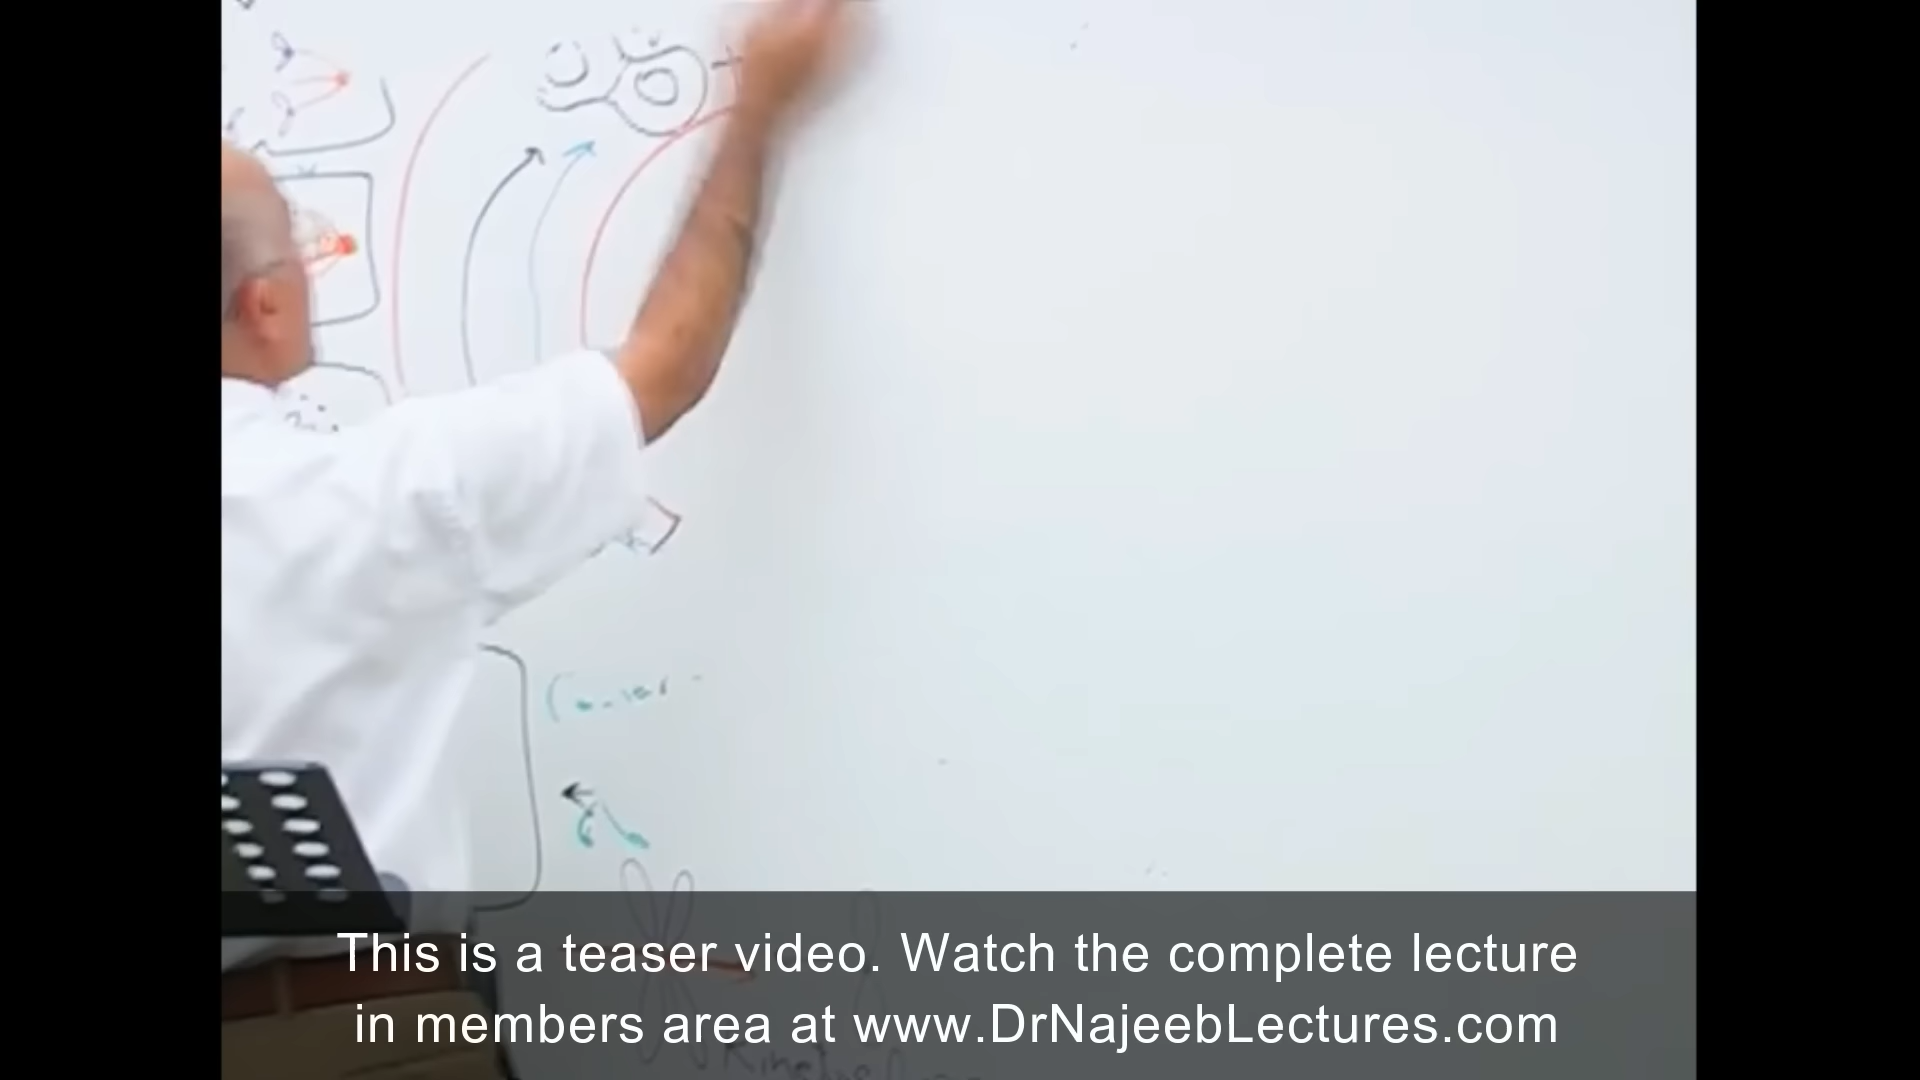 This is a teaser video. Watch the complete lecture
in members area at www.DrNajeebLectures.com